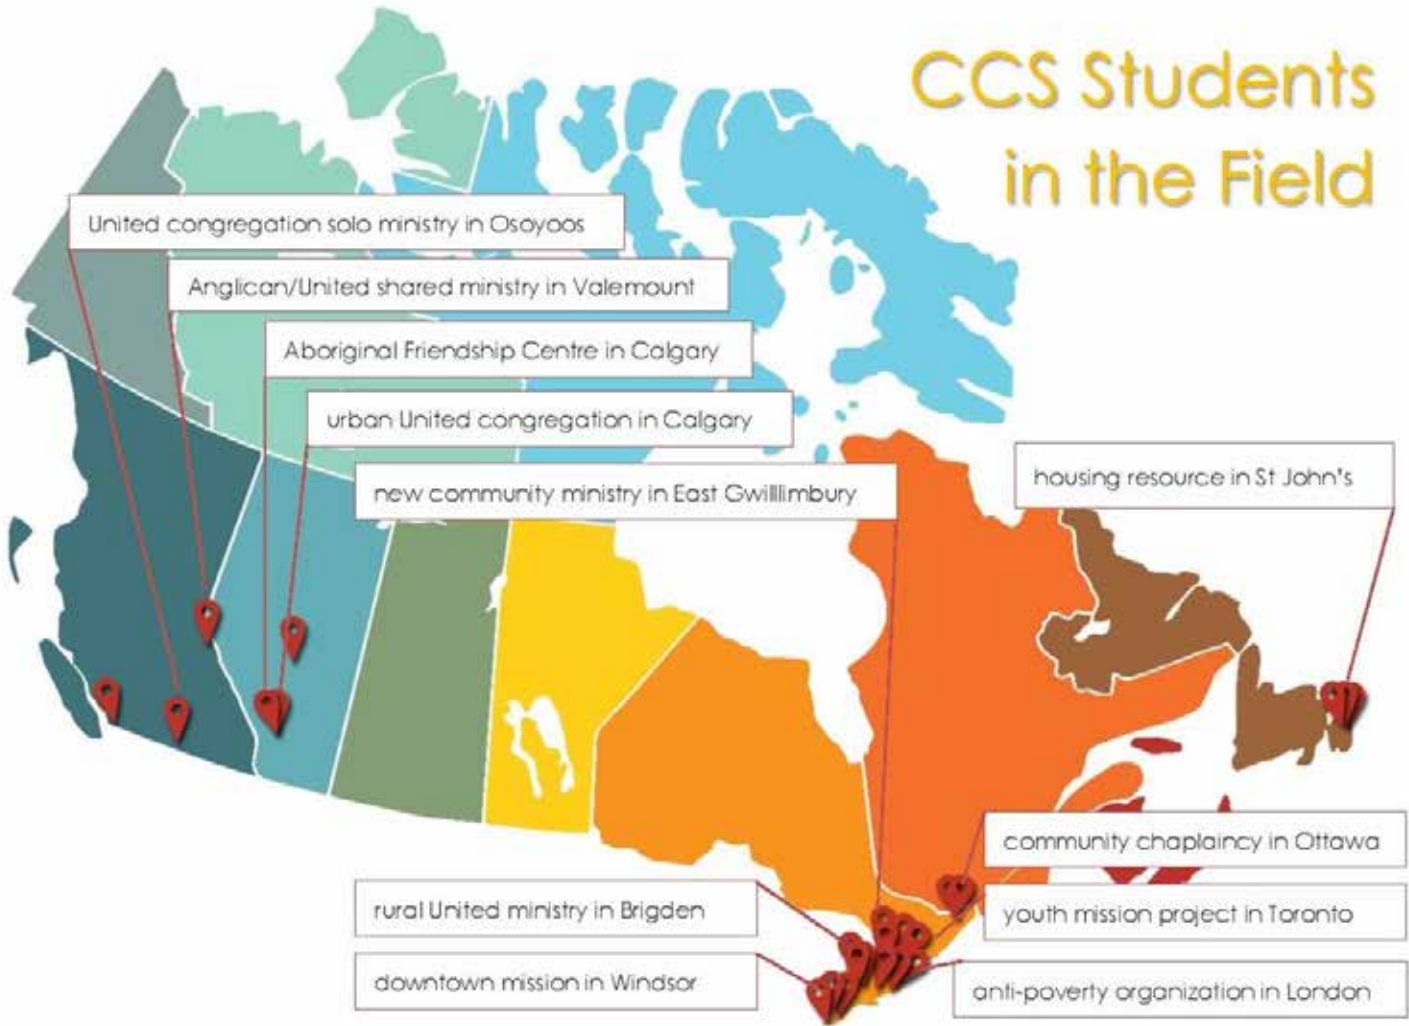 CCS Students
in the Field
United congregation solo ministry in Osoyoos
Anglican/United shared ministry in Valemount
Aboriginal Friendship Centre in Calgary
urban United congregation in Calgary
new community ministry in East Gwilllimbury
housing resource in St John's
community chaplaincy in Ottawa
rural United ministry in Brigden
youth mission project in Toronto
downtown mission in Windsor
anti-poverty organization in London